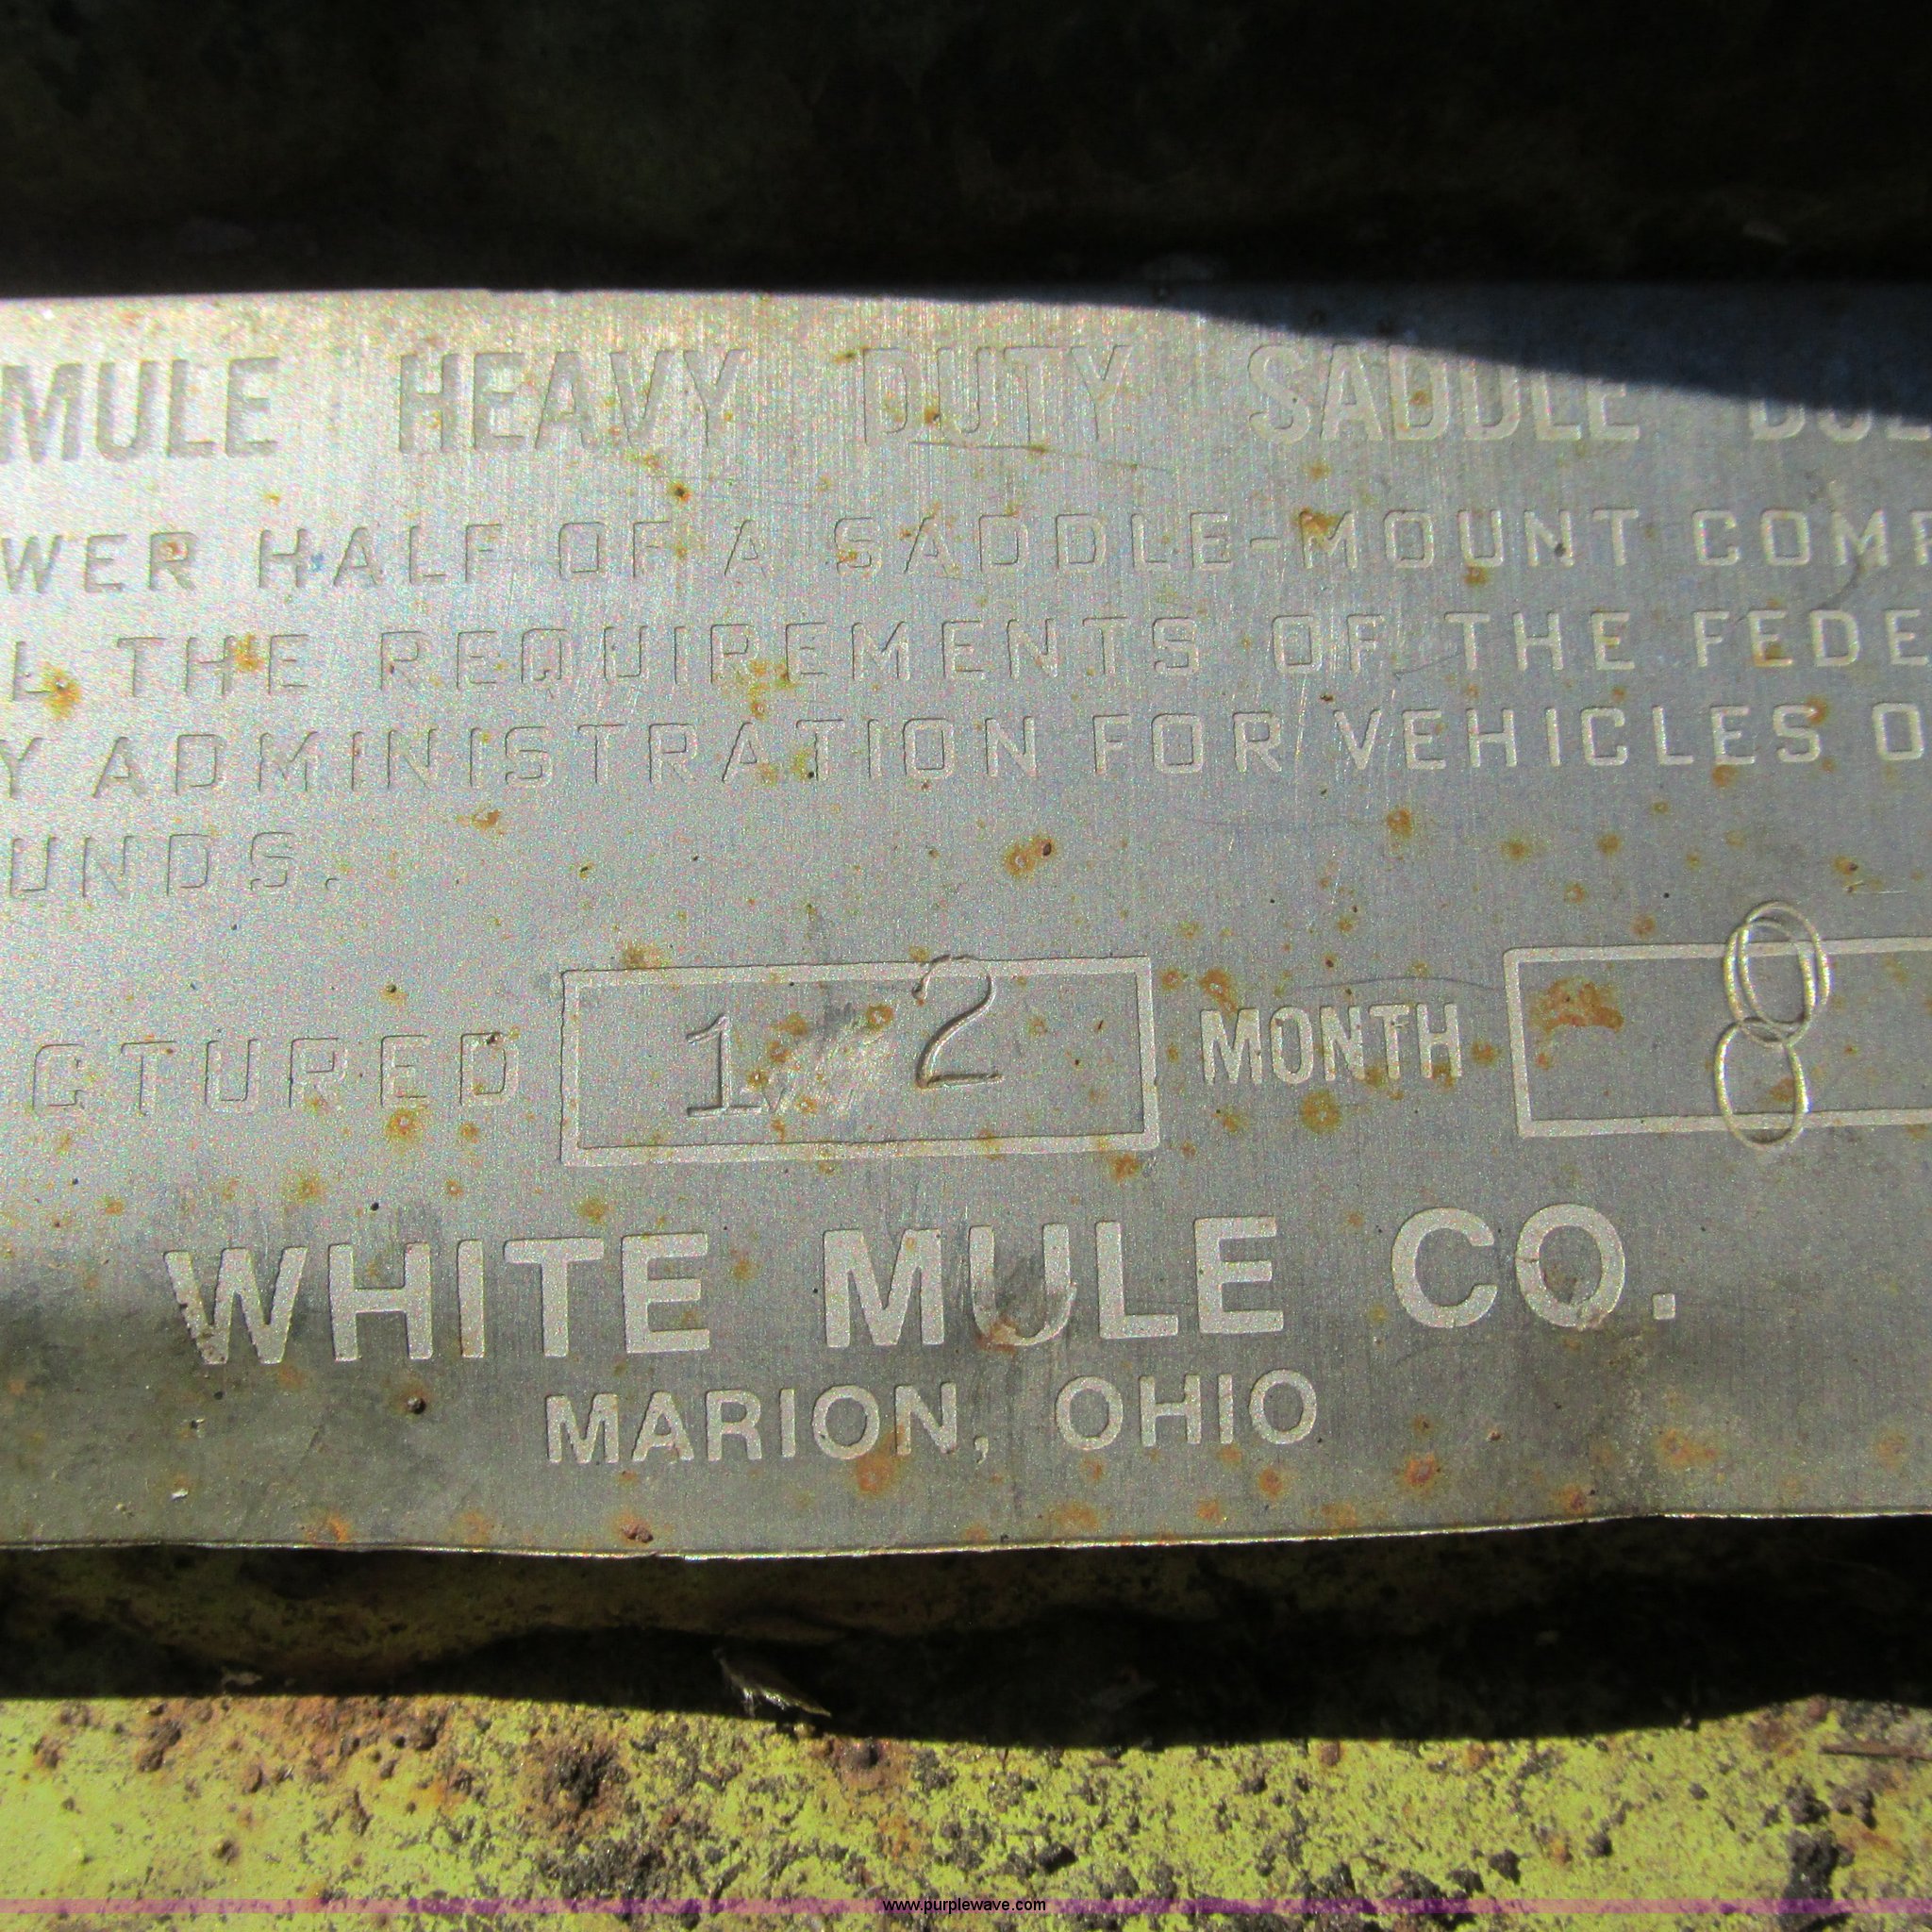 MULE HEAVY DUTY SADDLE
WER HALF OF A SADDLE-MOUNT COMP
L THE REQUIREMENTS OF THE FEDE
Y ADMINISTRATION FOR VEHICLES O
UNDS.
CTURED 1 2 MONTH 8
WHITE MULE CO.
MARION, OHIO
www.purplewave.com